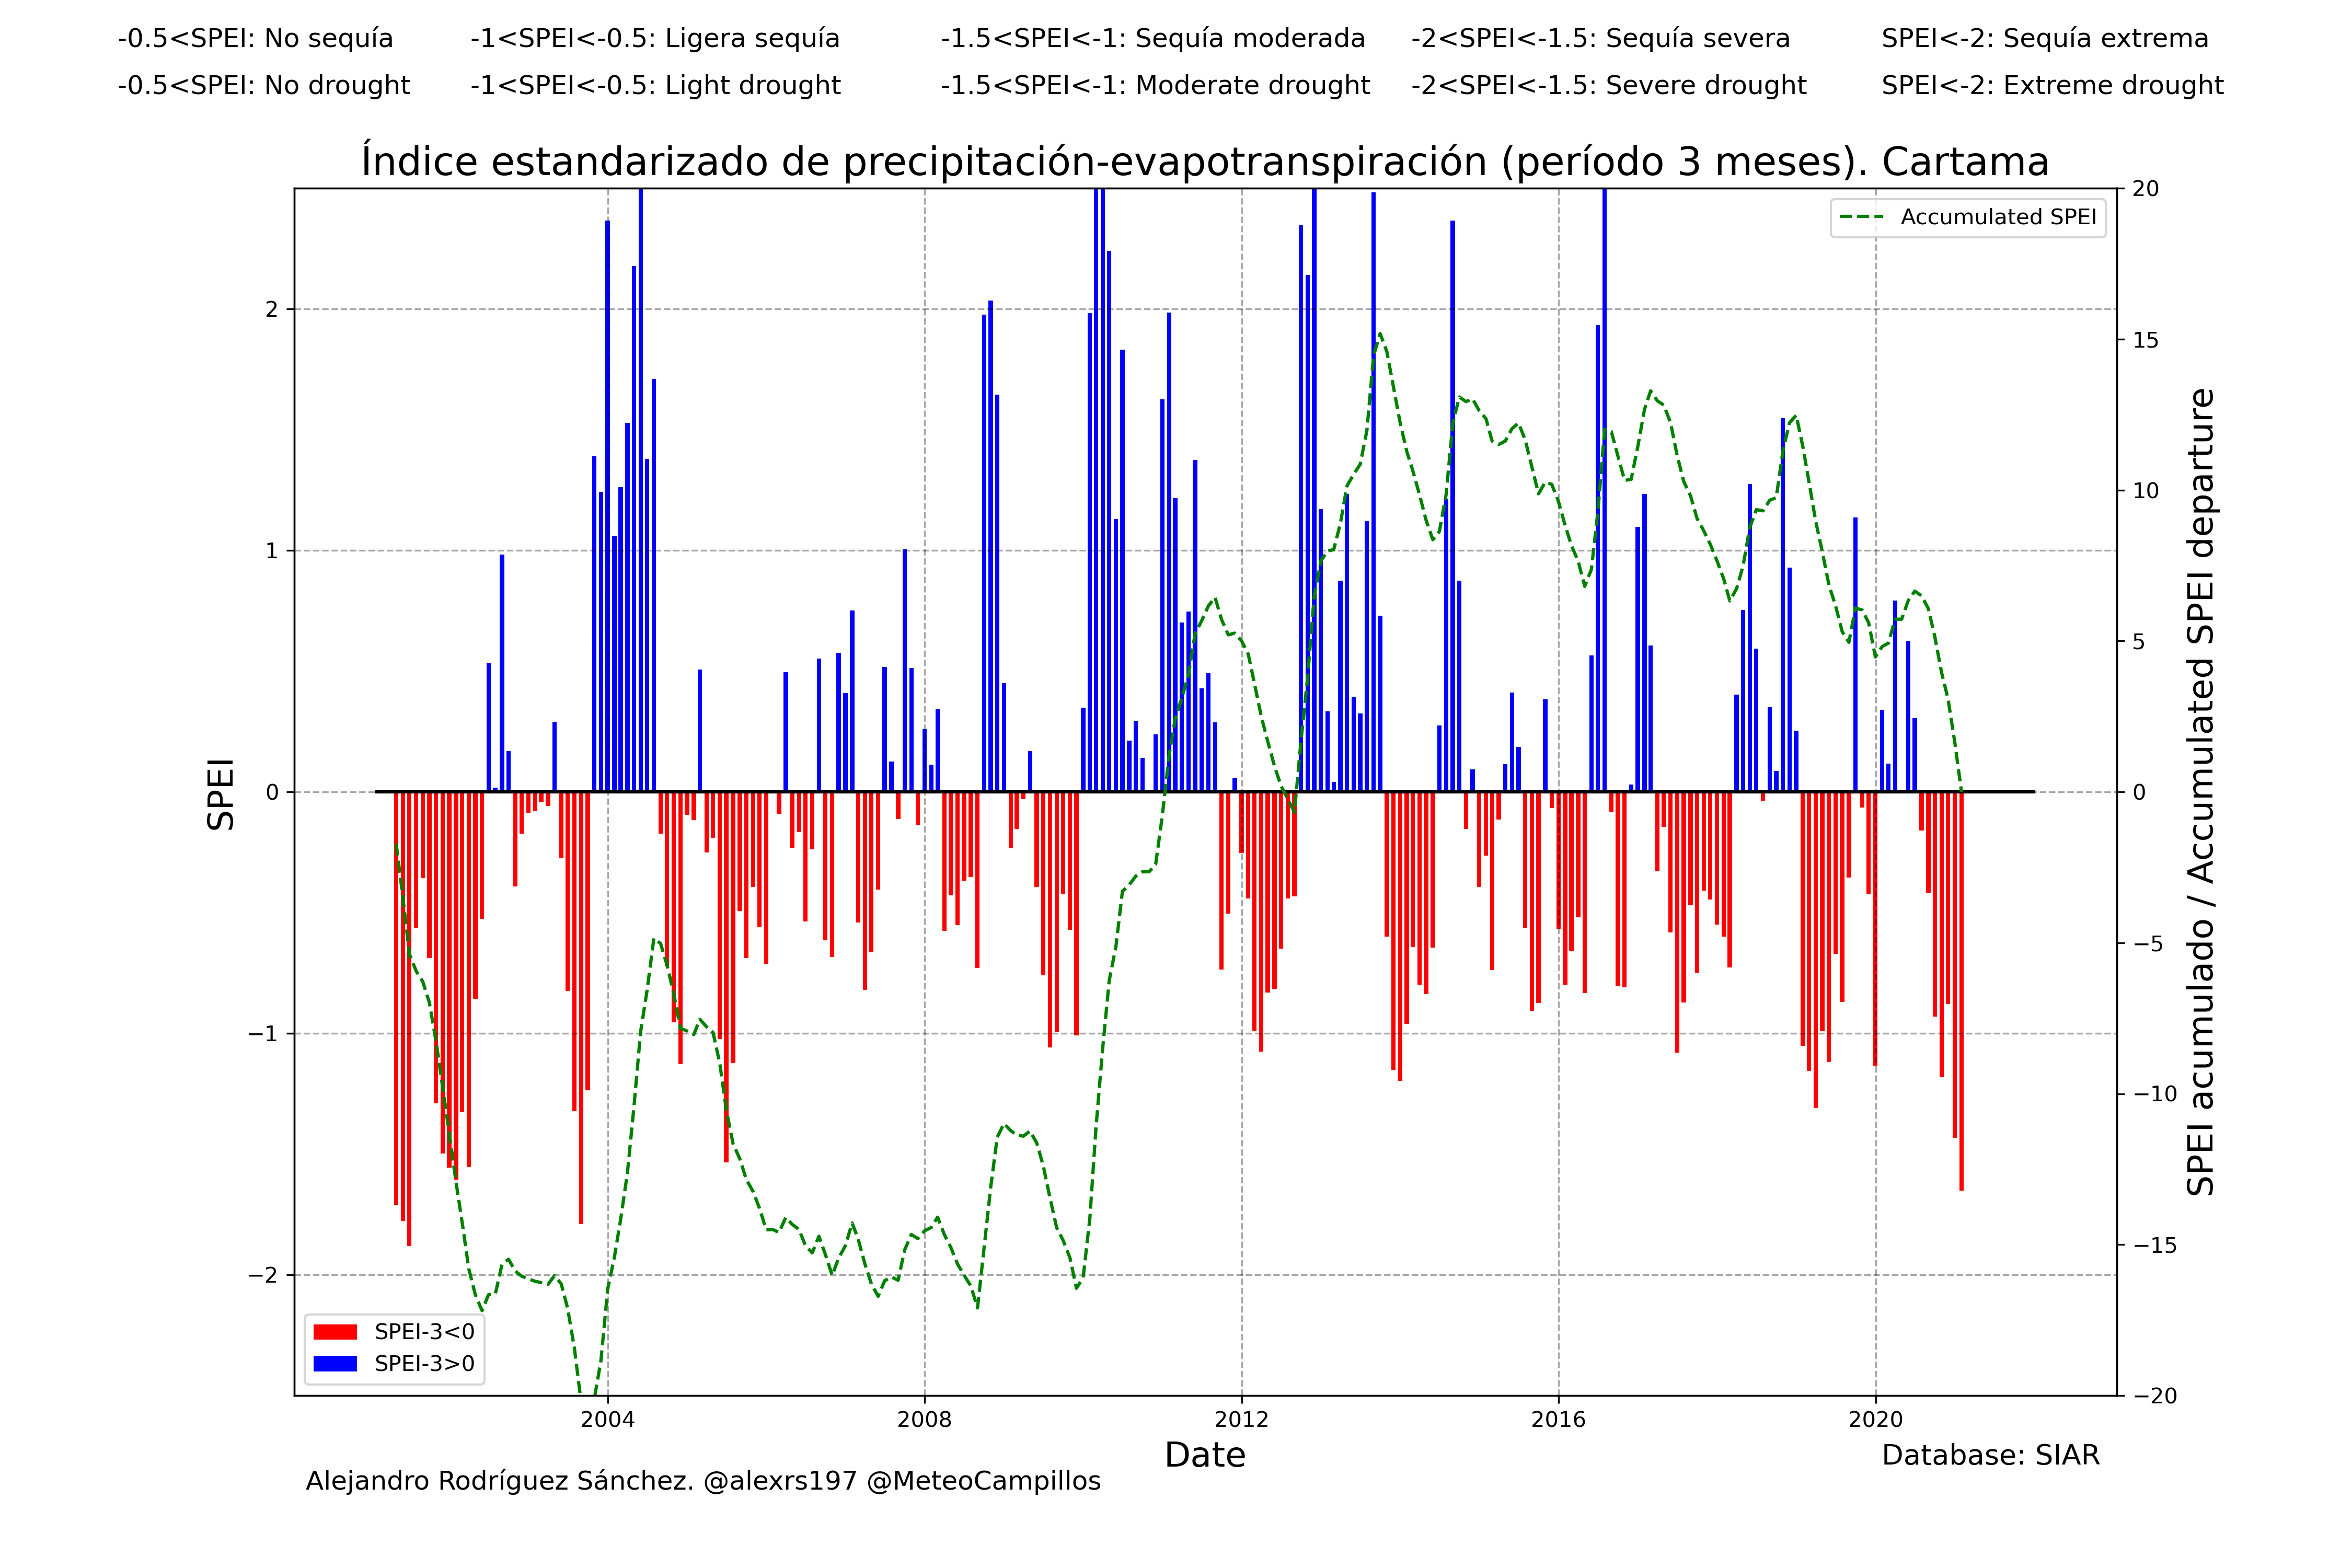 -0.5<SPEI: No sequía -1<SPEI<-0.5: Ligera sequía -1.5<SPEI<-1: Sequía moderada -2<SPEI<-1.5: Sequía severa SPEI<-2: Sequía extrema
-0.5<SPEI: No drought -1<SPEI<-0.5: Light drought -1.5<SPEI<-1: Moderate drought -2<SPEI<-1.5: Severe drought SPEI<-2: Extreme drought
Índice estandarizado de precipitación-evapotranspiración (período 3 meses). Cartama
Accumulated SPEI
SPEI
2
1
0
−1
−2
20
15
10
5
0
−5
−10
−15
−20
SPEI acumulado / Accumulated SPEI departure
SPEI-3<0
SPEI-3>0
2004 2008 2012 2016 2020
Date
Database: SIAR
Alejandro Rodríguez Sánchez. @alexrs197 @MeteoCampillos